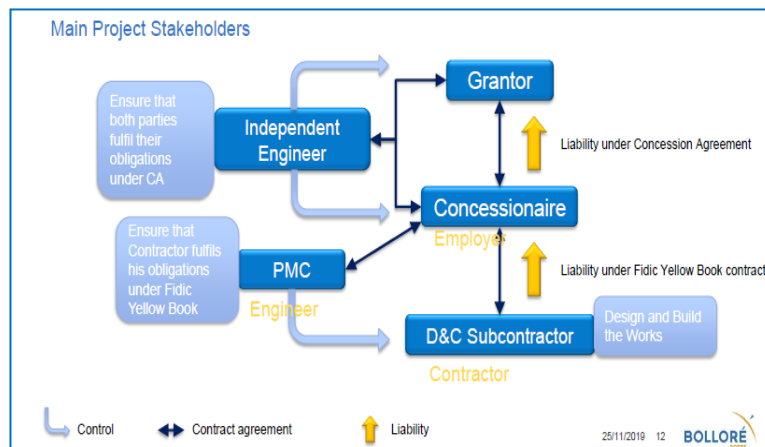 Main Project Stakeholders
Ensure that
both parties
fulfil their
obligations
under CA
Independent
Engineer
Grantor
Liability under Concession Agreement
Concessionaire
Employer
Ensure that
Contractor fulfils
his obligations
under Fidic
Yellow Book
PMC
Engineer
Liability under Fidic Yellow Book contract
D&C Subcontractor
Contractor
Design and Build
the Works
Control
Contract agreement
Liability
25/11/2019 12
BOLLORÉ